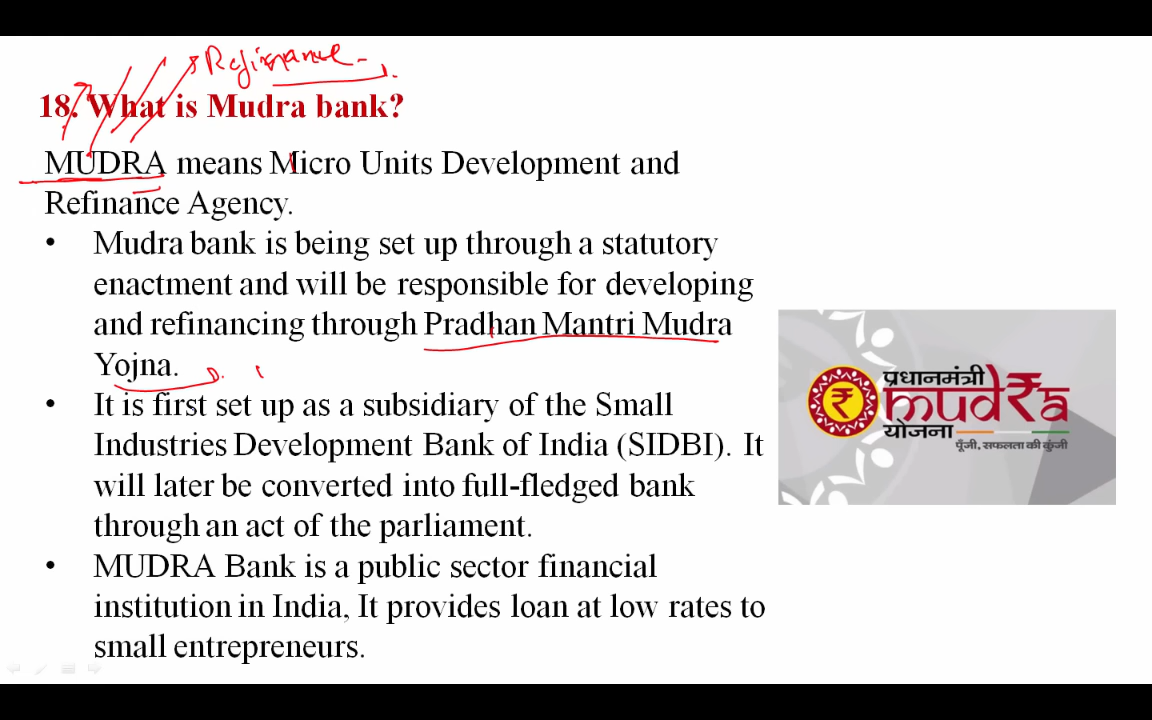 Refinance
18. What is Mudra bank?
MUDRA means Micro Units Development and
Refinance Agency.
• Mudra bank is being set up through a statutory
enactment and will be responsible for developing
and refinancing through Pradhan Mantri Mudra
Yojna.
• It is first set up as a subsidiary of the Small
Industries Development Bank of India (SIDBI). It
will later be converted into full-fledged bank
through an act of the parliament.
• MUDRA Bank is a public sector financial
institution in India, It provides loan at low rates to
small entrepreneurs.
₹ प्रधानमंत्री
mudra
योजना
पूँजी, सफलता की कुंजी